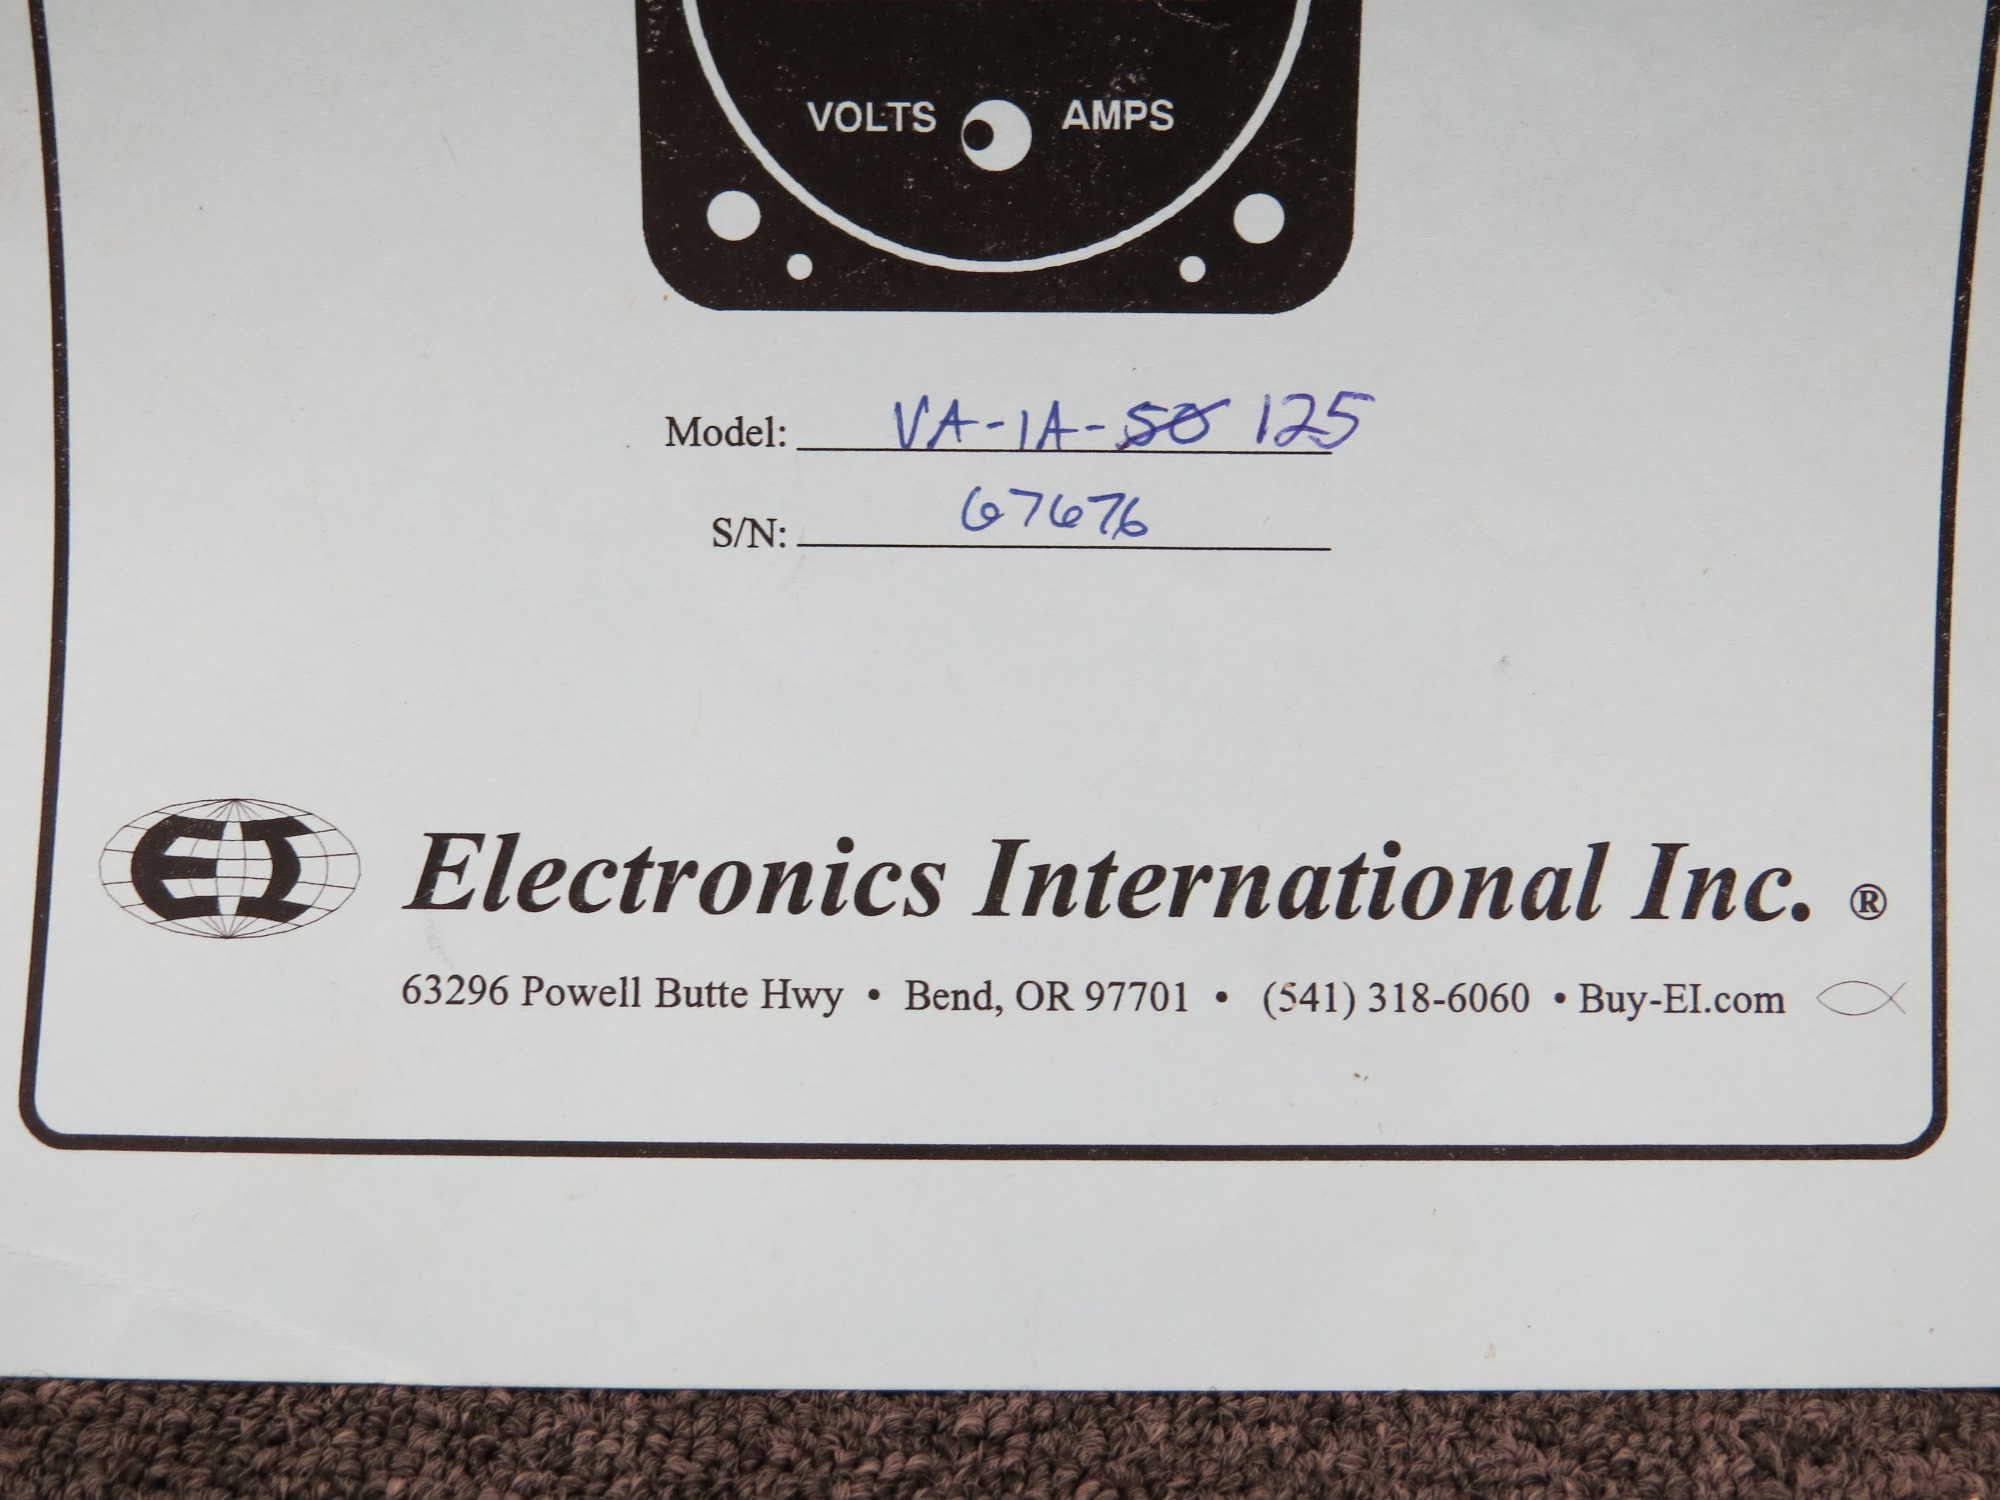 VOLTS AMPS
Model: VA-1A-50 125
S/N: 67676
EI Electronics International Inc. ®
63296 Powell Butte Hwy • Bend, OR 97701 • (541) 318-6060 • Buy-EI.com